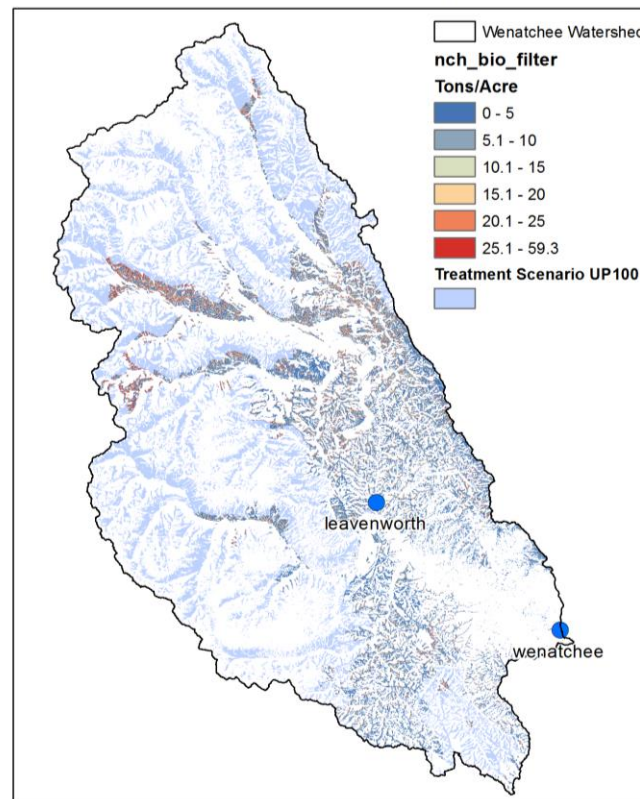 Wenatchee Watershed
nch_bio_filter
Tons/Acre
0 - 5
5.1 - 10
10.1 - 15
15.1 - 20
20.1 - 25
25.1 - 59.3
Treatment Scenario UP100
leavenworth
wenatchee